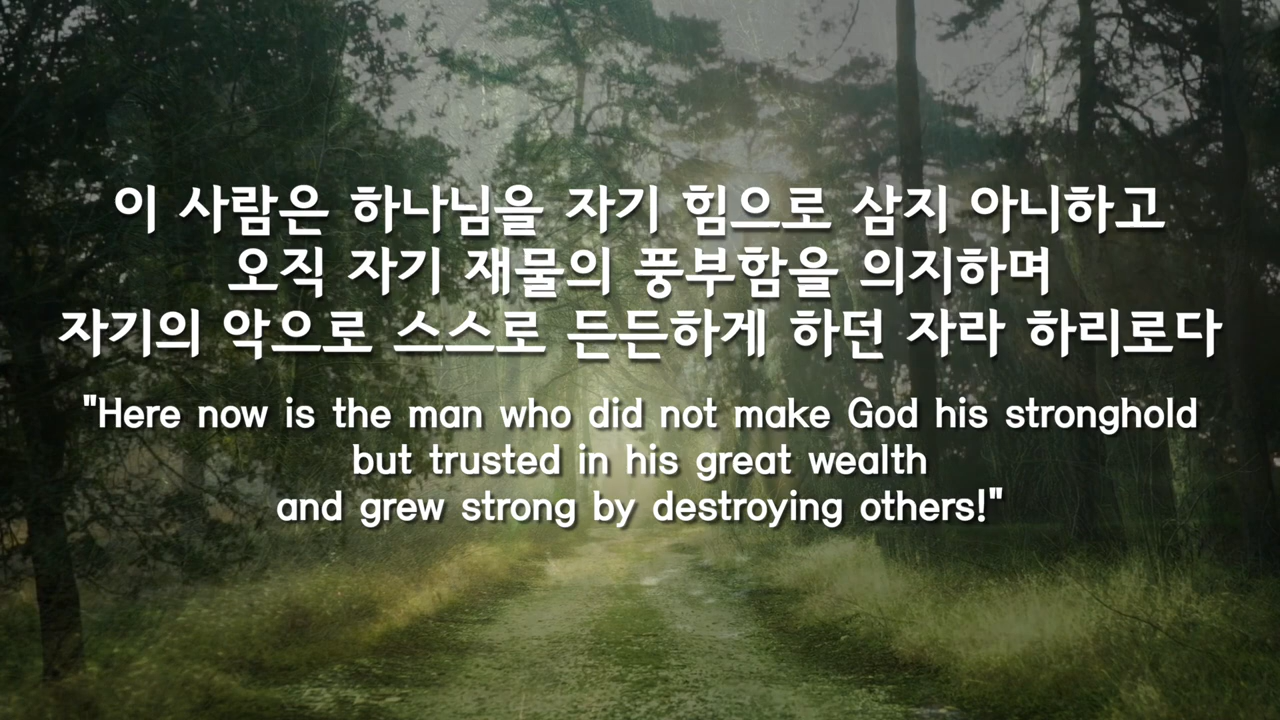 이 사람은 하나님을 자기 힘으로 삼지 아니하고
오직 자기 재물의 풍부함을 의지하며
자기의 악으로 스스로 든든하게 하던 자라 하리로다
"Here now is the man who did not make God his stronghold
but trusted in his great wealth
and grew strong by destroying others!"